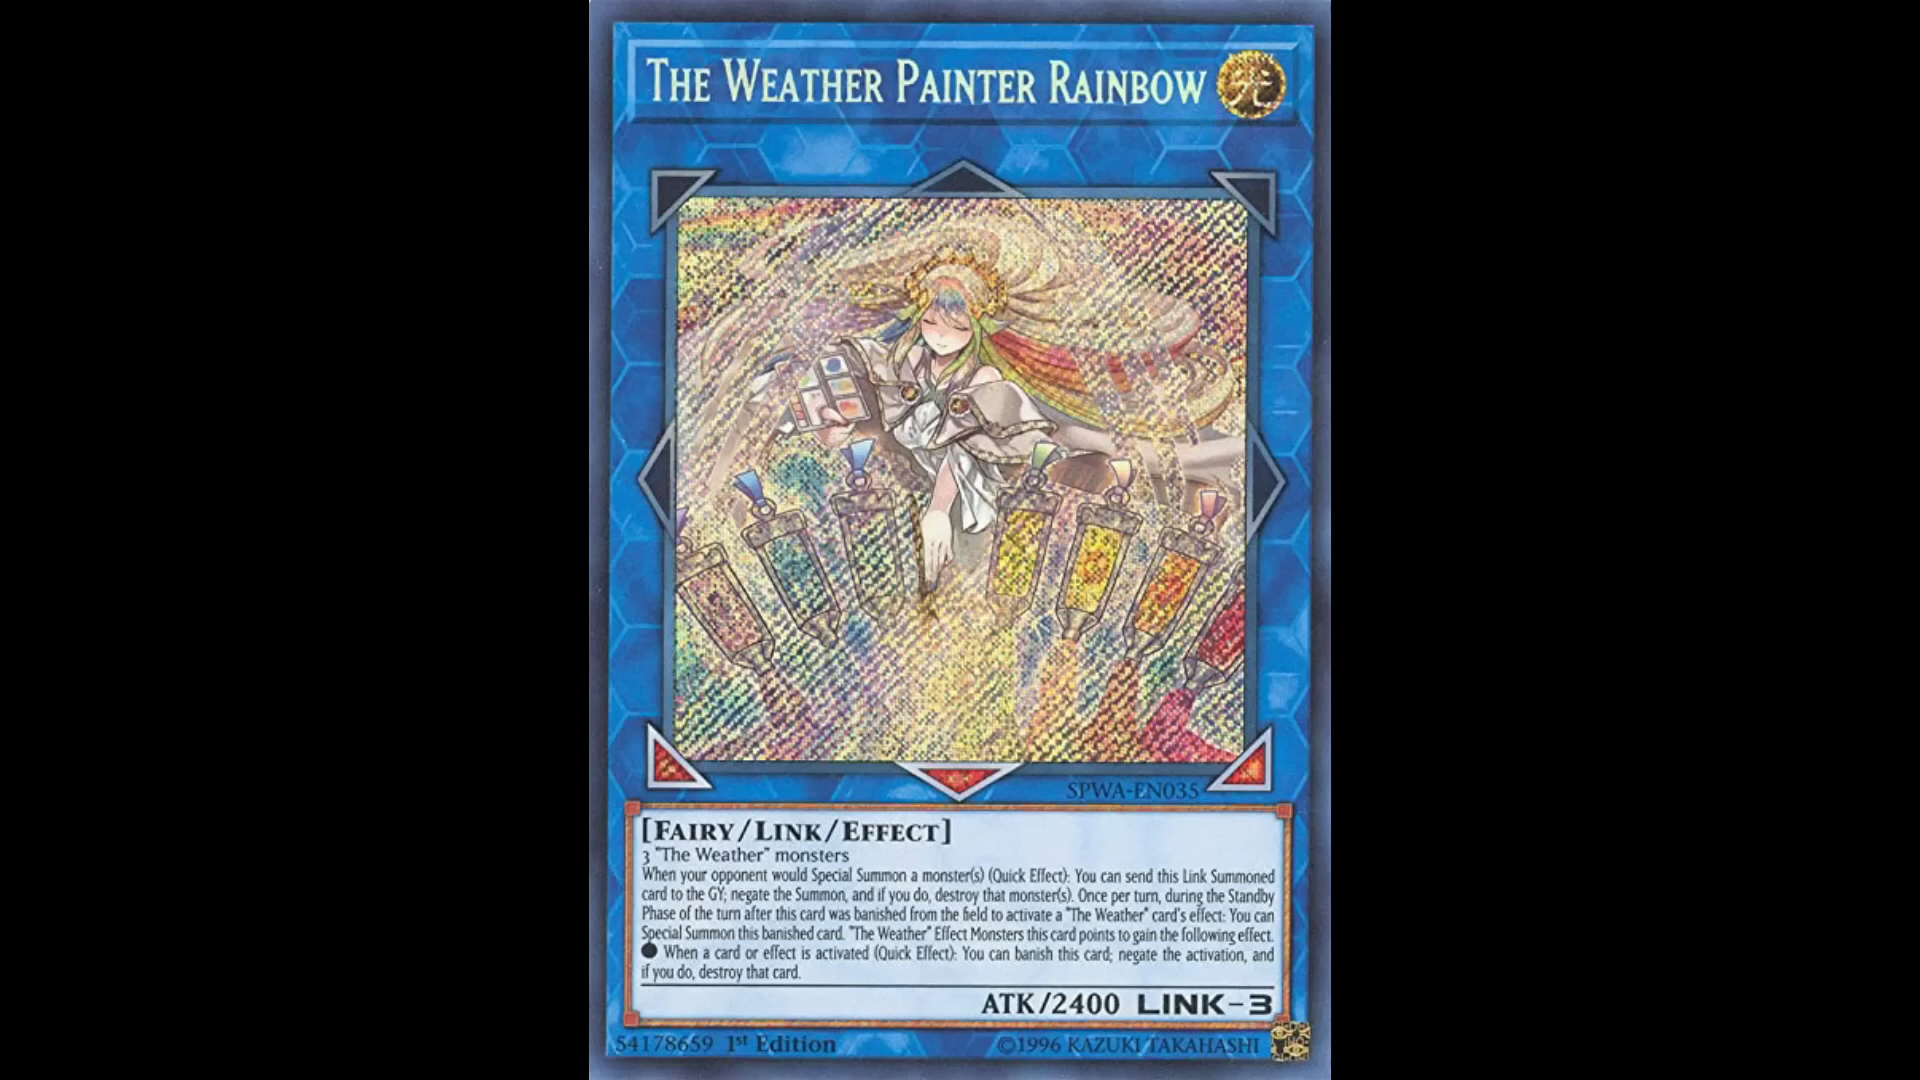 THE WEATHER PAINTER RAINBOW
光
SPWA-EN035
[FAIRY/LINK/EFFECT]
3 "The Weather" monsters
When your opponent would Special Summon a monster(s) (Quick Effect): You can send this Link Summoned
card to the GY; negate the Summon, and if you do, destroy that monster(s). Once per turn, during the Standby
Phase of the turn after this card was banished from the field to activate a "The Weather" card's effect: You can
Special Summon this banished card. "The Weather" Effect Monsters this card points to gain the following effect.
● When a card or effect is activated (Quick Effect): You can banish this card; negate the activation, and
if you do, destroy that card.
ATK/2400 LINK-3
54178659 1st Edition ©1996 KAZUKI TAKAHASHI